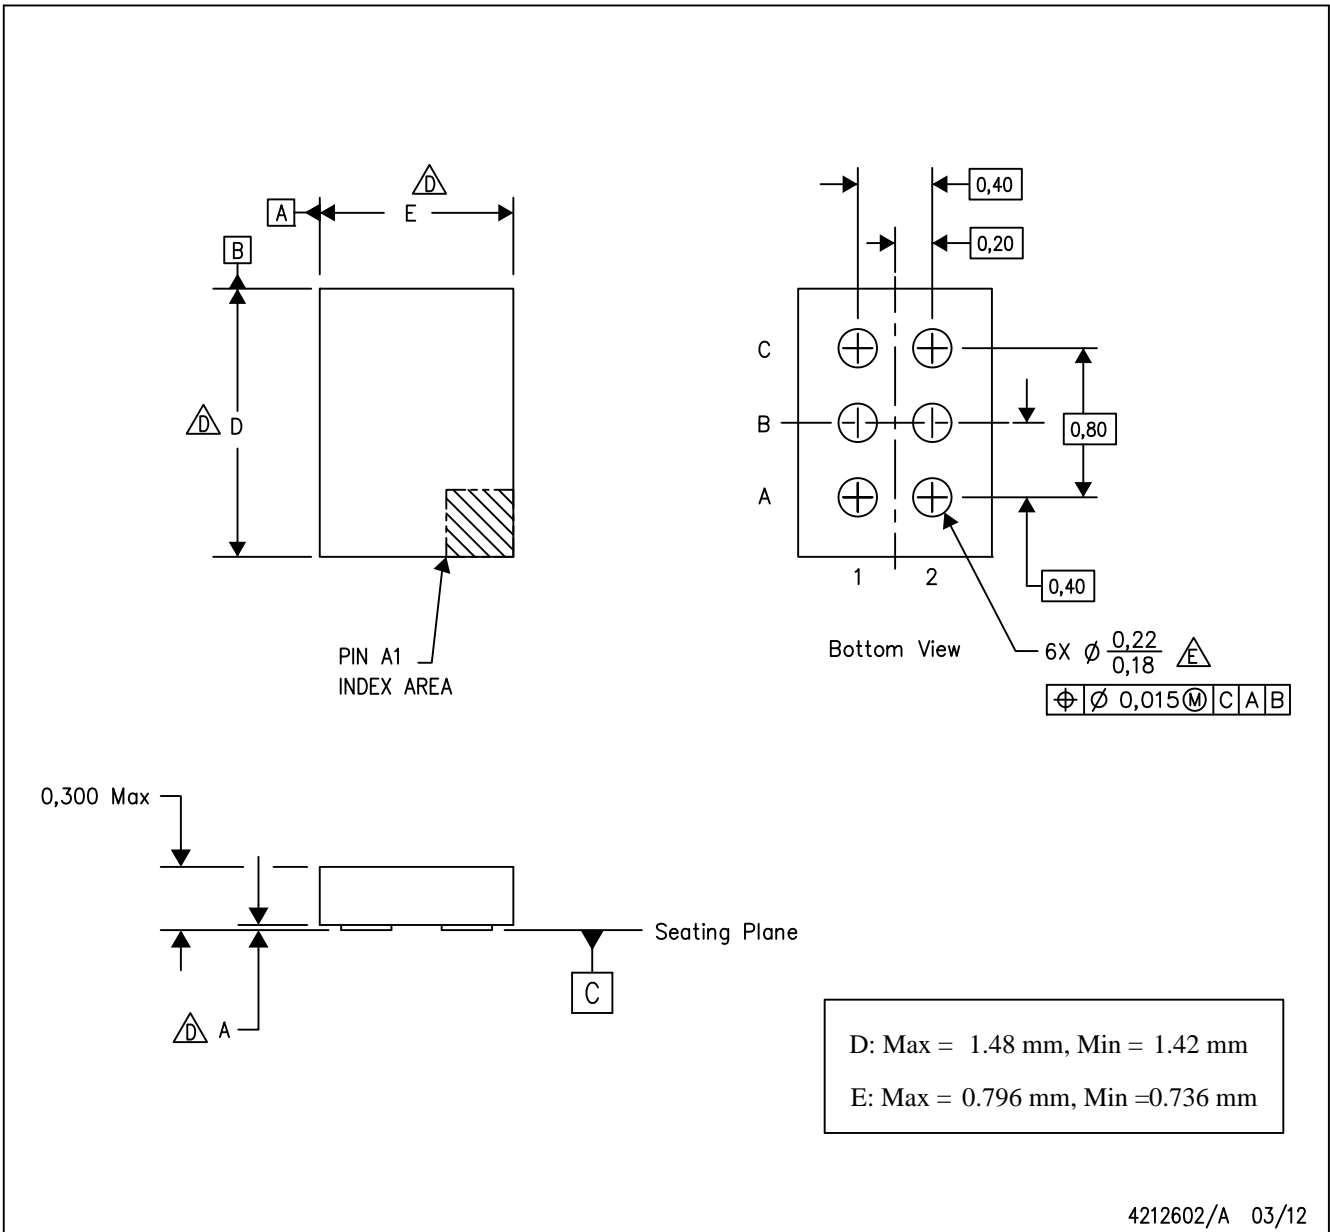 D
A
E
B
D
D
PIN A1
INDEX AREA
0,40
0,20
C
B
A
0,80
0,40
1
2
Bottom View
6X Ø 0,22
0,18
E
⌖ Ø 0,015Ⓜ C A B
0,300 Max
Seating Plane
C
D A
D: Max = 1.48 mm, Min = 1.42 mm
E: Max = 0.796 mm, Min =0.736 mm
4212602/A 03/12